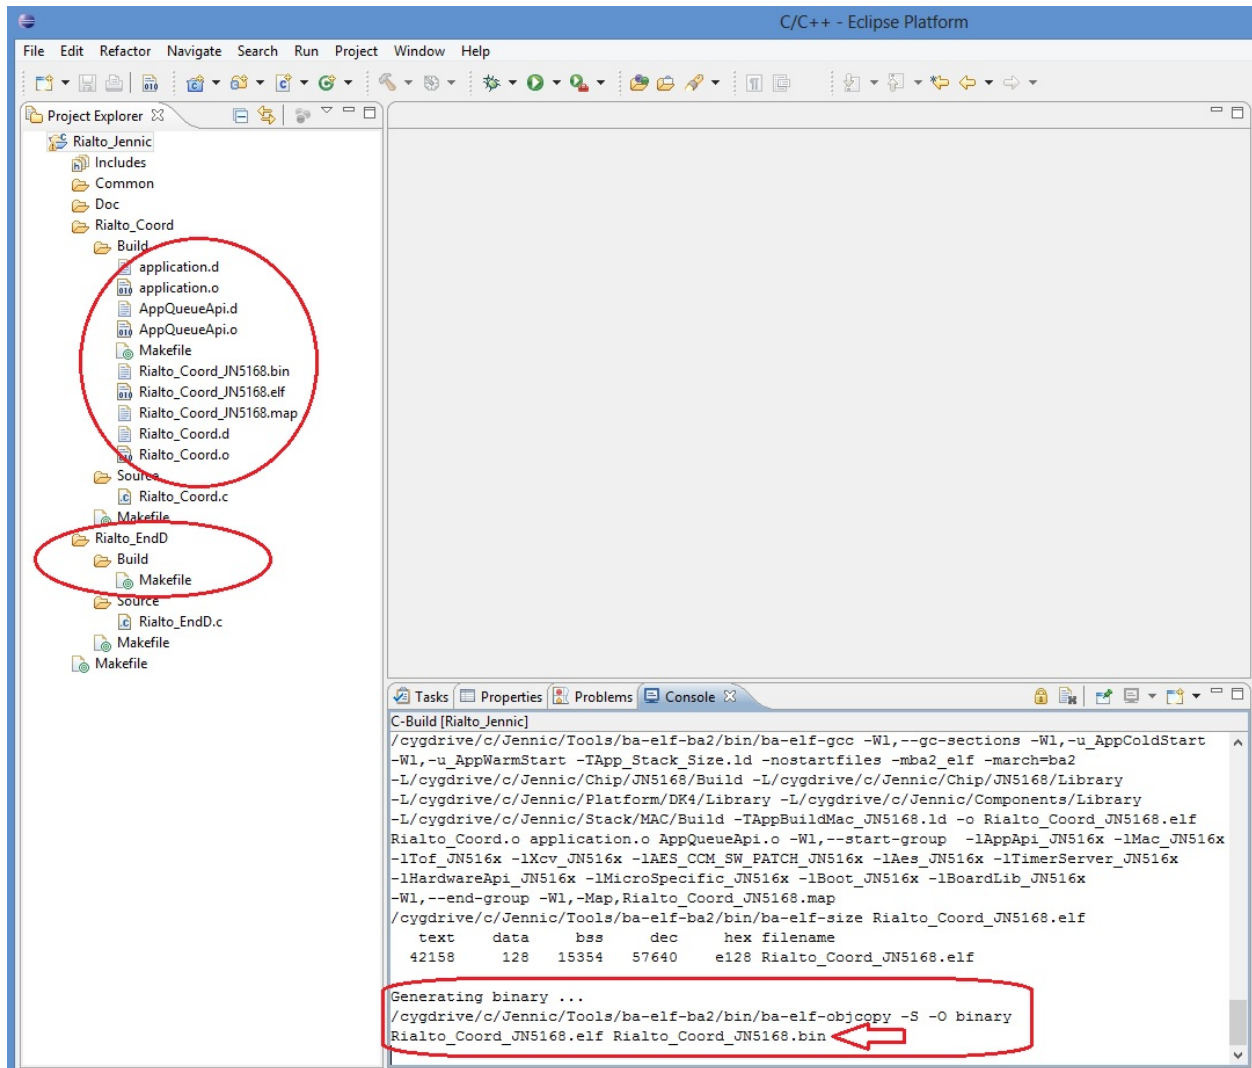 C/C++ - Eclipse Platform
File Edit Refactor Navigate Search Run Project Window Help
Project Explorer
Rialto_Jennic
Includes
Common
Doc
Rialto_Coord
Build
application.d
application.o
AppQueueApi.d
AppQueueApi.o
Makefile
Rialto_Coord_JN5168.bin
Rialto_Coord_JN5168.elf
Rialto_Coord_JN5168.map
Rialto_Coord.d
Rialto_Coord.o
Source
Rialto_Coord.c
Makefile
Rialto_EndD
Build
Makefile
Source
Rialto_EndD.c
Makefile
Makefile
Tasks Properties Problems Console
C-Build [Rialto_Jennic]
/cygdrive/c/Jennic/Tools/ba-elf-ba2/bin/ba-elf-gcc -Wl,--gc-sections -Wl,-u_AppColdStart
-Wl,-u_AppWarmStart -TApp_Stack_Size.ld -nostartfiles -mba2_elf -march=ba2
-L/cygdrive/c/Jennic/Chip/JN5168/Build -L/cygdrive/c/Jennic/Chip/JN5168/Library
-L/cygdrive/c/Jennic/Platform/DK4/Library -L/cygdrive/c/Jennic/Components/Library
-L/cygdrive/c/Jennic/Stack/MAC/Build -TAppBuildMac_JN5168.ld -o Rialto_Coord_JN5168.elf
Rialto_Coord.o application.o AppQueueApi.o -Wl,--start-group -lAppApi_JN516x -lMac_JN516x
-lTof_JN516x -lXcv_JN516x -lAES_CCM_SW_PATCH_JN516x -lAes_JN516x -lTimerServer_JN516x
-lHardwareApi_JN516x -lMicroSpecific_JN516x -lBoot_JN516x -lBoardLib_JN516x
-Wl,--end-group -Wl,-Map,Rialto_Coord_JN5168.map
/cygdrive/c/Jennic/Tools/ba-elf-ba2/bin/ba-elf-size Rialto_Coord_JN5168.elf
text data bss dec hex filename
42158 128 15354 57640 e128 Rialto_Coord_JN5168.elf
Generating binary ...
/cygdrive/c/Jennic/Tools/ba-elf-ba2/bin/ba-elf-objcopy -S -O binary
Rialto_Coord_JN5168.elf Rialto_Coord_JN5168.bin